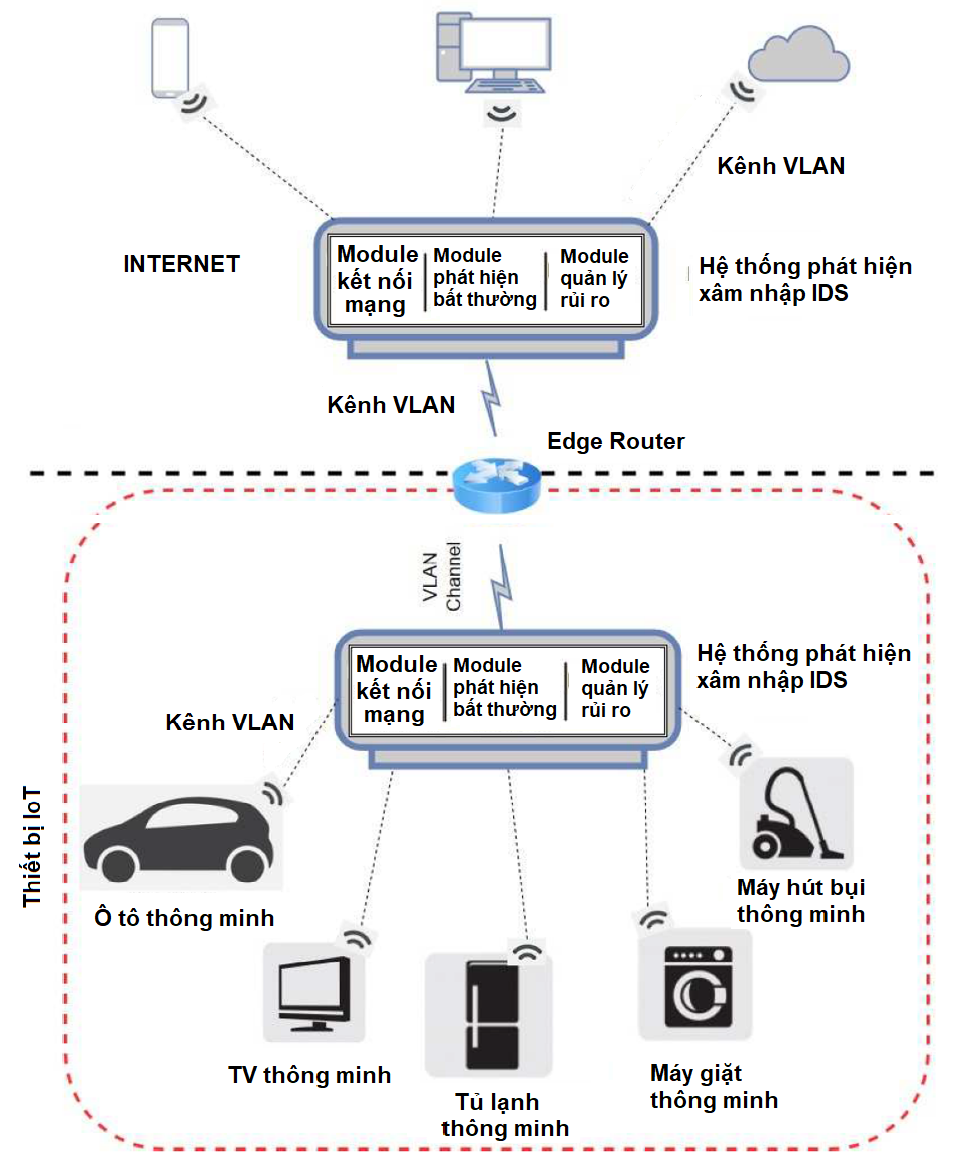 Kênh VLAN
INTERNET
Module
kết nối
mạng
Module
phát hiện
bất thường
Module
quản lý
rủi ro
Hệ thống phát hiện
xâm nhập IDS
Kênh VLAN
Edge Router
VLAN
Channel
Module
kết nối
mạng
Module
phát hiện
bất thường
Module
quản lý
rủi ro
Hệ thống phát hiện
xâm nhập IDS
Kênh VLAN
Thiết bị IoT
Ô tô thông minh
Máy hút bụi
thông minh
TV thông minh
Tủ lạnh
thông minh
Máy giặt
thông minh